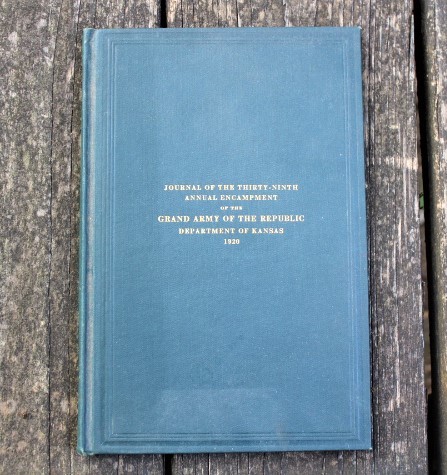 JOURNAL OF THE THIRTY-NINTH
ANNUAL ENCAMPMENT
OF THE
GRAND ARMY OF THE REPUBLIC
DEPARTMENT OF KANSAS
1920